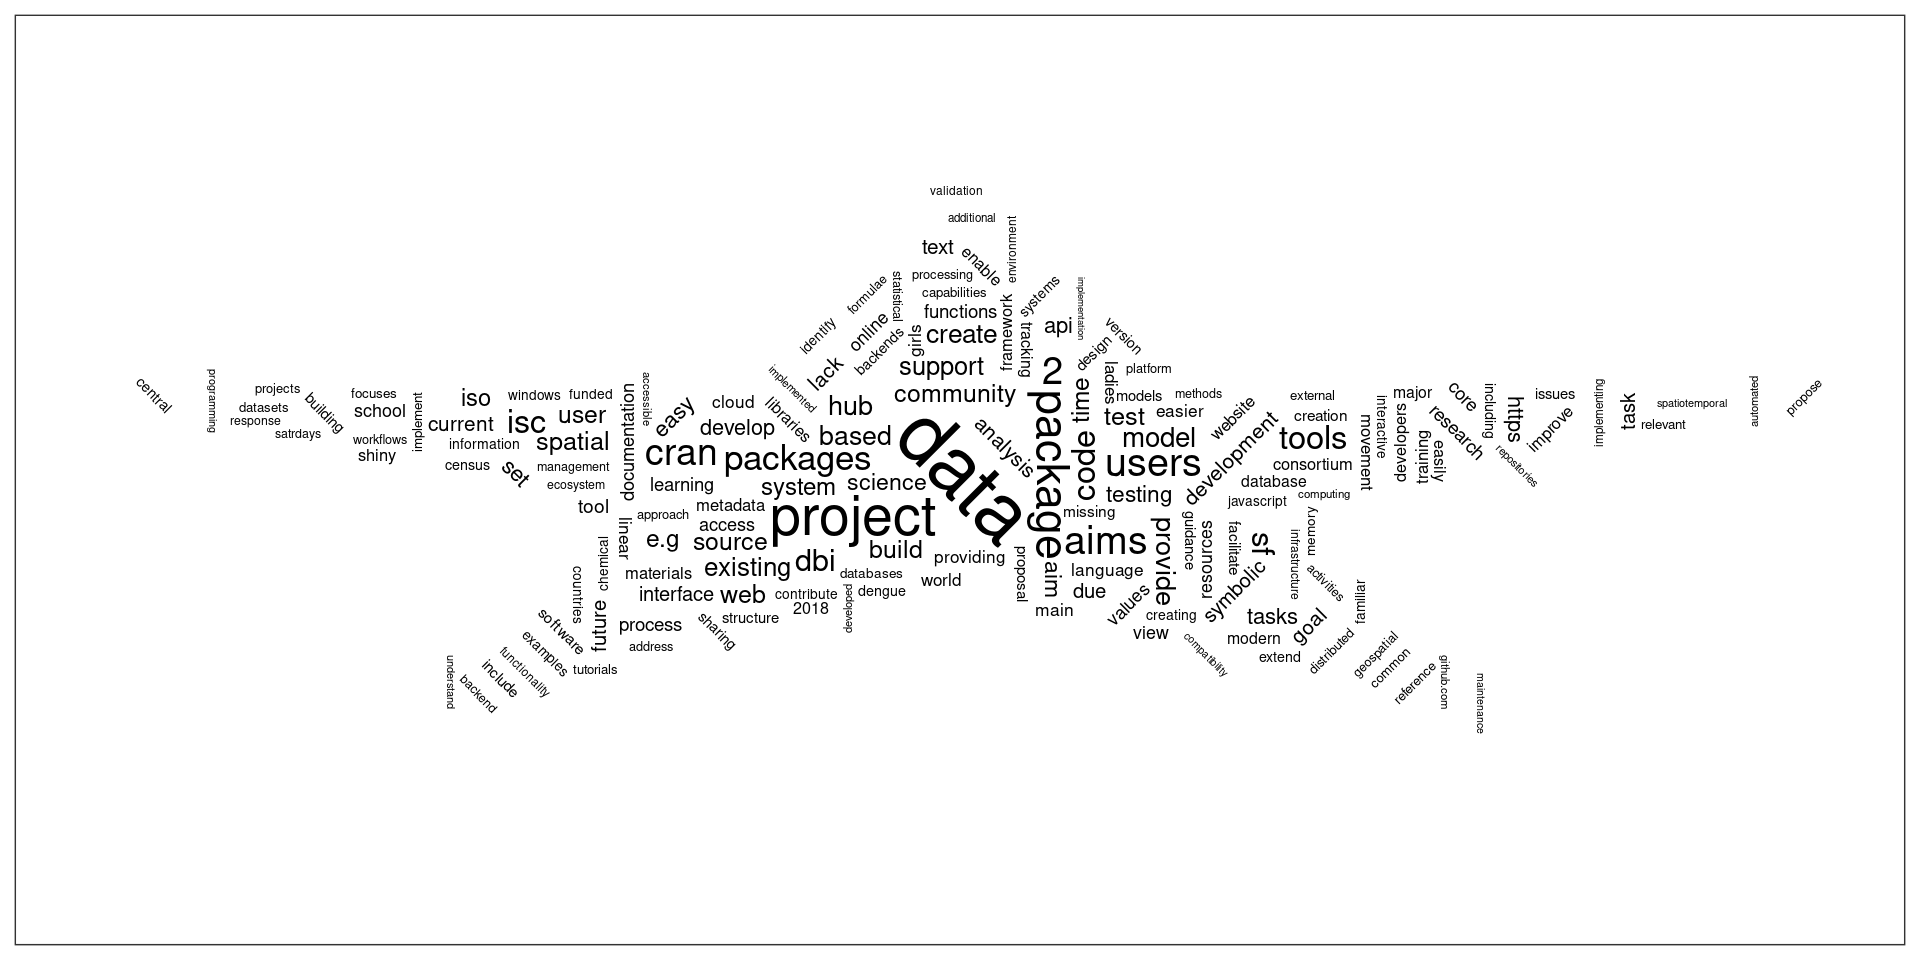 validation
additional
environment
text
enable
processing
statistical
formulae
capabilities
systems
implementation
functions
framework
online
identify
girls
create
tracking
api
version
backends
design
lack
support
2
ladies
platform
implemented
community
time
models
methods
central
programming
projects
datasets
response
satrdays
building
focuses
school
workflows
shiny
implement
iso
current
isc
windows
funded
user
information
spatial
census
set
management
ecosystem
documentation
accessible
easy
cloud
develop
libraries
hub
based
cran
packages
data
analysis
package
code
test
easier
model
users
website
development
external
creation
tools
consortium
database
javascript
computing
movement
interactive
major
developers
training
easily
core
research
including
https
repositories
issues
improve
implementing
task
relevant
spatiotemporal
automated
propose
tool
learning
metadata
system
science
approach
access
project
testing
missing
linear
e.g
source
build
providing
aims
provide
guidance
resources
facilitate
sf
infrastructure
memory
chemical
materials
existing
dbi
databases
world
proposal
aim
language
due
symbolic
activities
familiar
countries
future
interface
web
contribute
2018
developed
dengue
main
values
creating
view
tasks
goal
software
process
sharing
structure
address
compatibility
modern
extend
distributed
examples
functionality
tutorials
include
understand
backend
geospatial
common
reference
github.com
maintenance